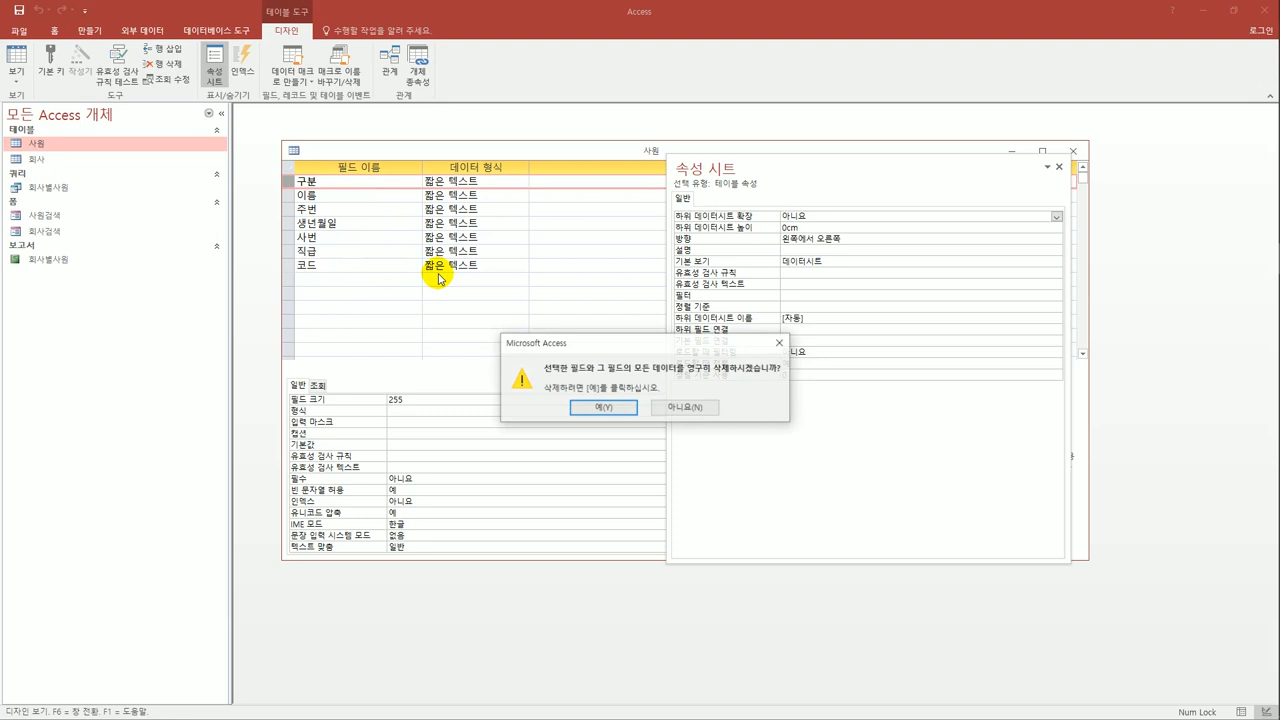 테이블 도구
Access
파일
홈
만들기
외부 데이터
데이터베이스 도구
디자인
수행할 작업을 알려 주세요.
로그인
보기
기본 키
작성기
유효성 검사
규칙 테스트
행 삽입
행 삭제
조회 수정
속성
시트
인덱스
데이터 매크
로 만들기
매크로 이름
바꾸기/삭제
관계
개체
종속성
보기
도구
표시/숨기기
필드, 레코드 및 테이블 이벤트
관계
모든 Access 개체
테이블
사원
회사
쿼리
회사별사원
폼
사원검색
회사검색
보고서
회사별사원
사원
필드 이름
데이터 형식
구분
짧은 텍스트
이름
짧은 텍스트
주번
짧은 텍스트
생년월일
짧은 텍스트
사번
짧은 텍스트
직급
짧은 텍스트
코드
짧은 텍스트
속성 시트
선택 유형: 테이블 속성
일반
하위 데이터시트 확장
아니요
하위 데이터시트 높이
0cm
방향
왼쪽에서 오른쪽
설명
기본 보기
데이터시트
유효성 검사 규칙
유효성 검사 텍스트
필터
정렬 기준
하위 데이터시트 이름
[자동]
하위 필드 연결
Microsoft Access
선택한 필드와 그 필드의 모든 데이터를 영구히 삭제하시겠습니까?
삭제하려면 [예]를 클릭하십시오.
예(Y)
아니요(N)
일반
조회
필드 크기
255
형식
입력 마스크
캡션
기본값
유효성 검사 규칙
유효성 검사 텍스트
필수
아니요
빈 문자열 허용
예
인덱스
아니요
유니코드 압축
예
IME 모드
한글
문장 입력 시스템 모드
없음
텍스트 맞춤
일반
디자인 보기. F6 = 창 전환. F1 = 도움말.
Num Lock